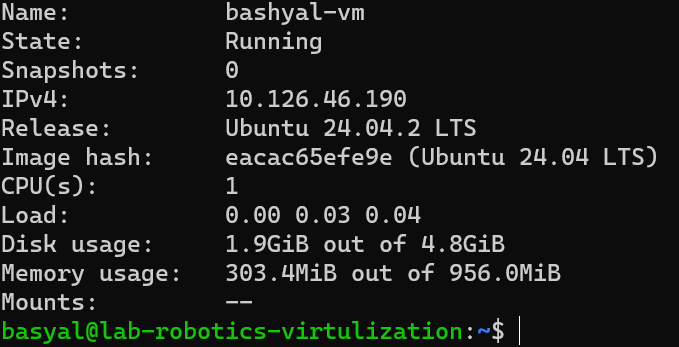 Name:           bashyal-vm
State:          Running
Snapshots:      0
IPv4:           10.126.46.190
Release:        Ubuntu 24.04.2 LTS
Image hash:     eacac65efe9e (Ubuntu 24.04 LTS)
CPU(s):         1
Load:           0.00 0.03 0.04
Disk usage:     1.9GiB out of 4.8GiB
Memory usage:   303.4MiB out of 956.0MiB
Mounts:         --
basyal@lab-robotics-virtulization:~$